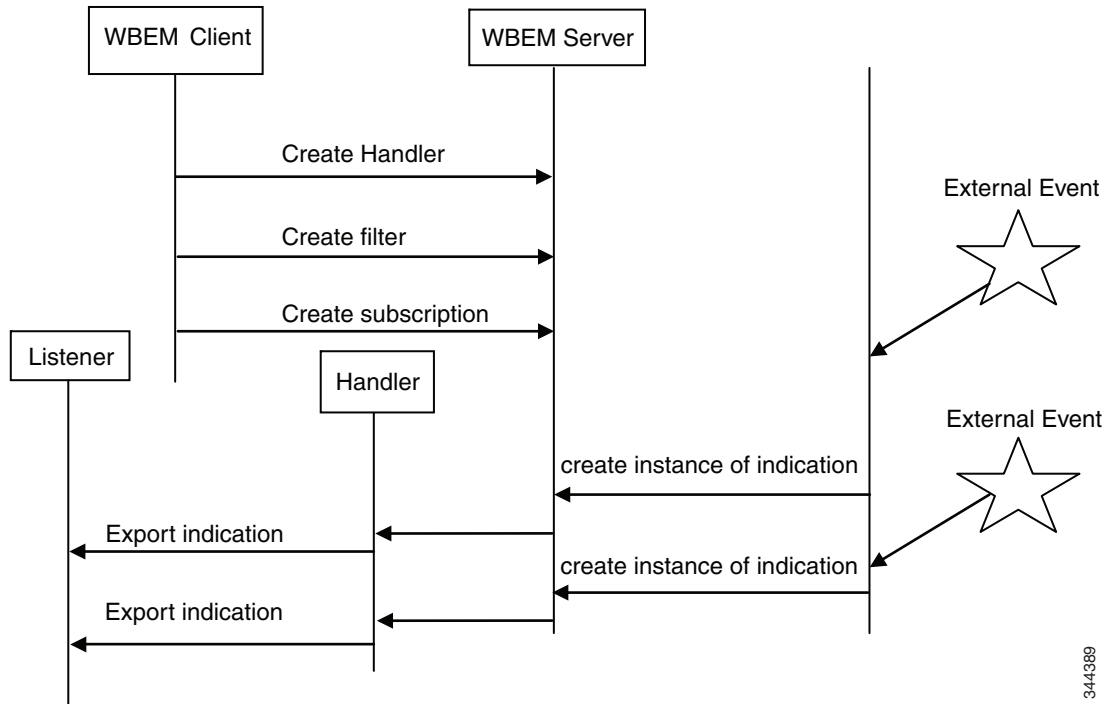 WBEM Client
WBEM Server
Create Handler
External Event
Create filter
Create subscription
Listener
Handler
External Event
create instance of indication
Export indication
create instance of indication
Export indication
344389